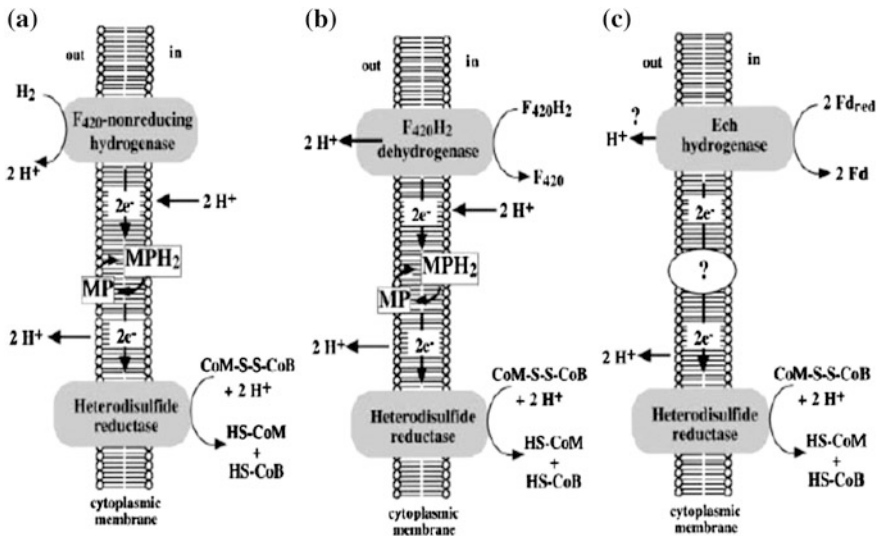 (a)
out
in
H₂
F₄₂₀-nonreducing
hydrogenase
2 H⁺
2e⁻
2 H⁺
MPH₂
MP
2 H⁺
2e⁻
CoM-S-S-CoB
+ 2 H⁺
Heterodisulfide
reductase
HS-CoM
+
HS-CoB
cytoplasmic
membrane
(b)
out
in
F₄₂₀H₂
2 H⁺
F₄₂₀H₂
dehydrogenase
F₄₂₀
2e⁻
2 H⁺
MPH₂
MP
2 H⁺
2e⁻
CoM-S-S-CoB
+ 2 H⁺
Heterodisulfide
reductase
HS-CoM
+
HS-CoB
cytoplasmic
membrane
(c)
out
in
2 Fdred
?
H⁺
Ech
hydrogenase
2 Fd
2e⁻
?
2 H⁺
2e⁻
CoM-S-S-CoB
+ 2 H⁺
Heterodisulfide
reductase
HS-CoM
+
HS-CoB
cytoplasmic
membrane